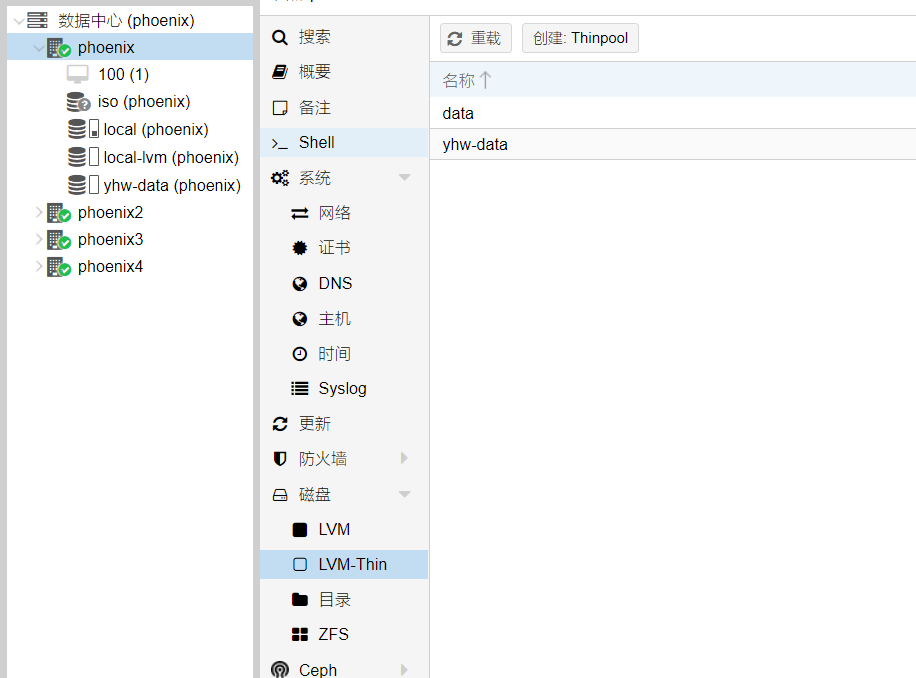 数据中心 (phoenix)
phoenix
100 (1)
iso (phoenix)
local (phoenix)
local-lvm (phoenix)
yhw-data (phoenix)
phoenix2
phoenix3
phoenix4
搜索
概要
备注
Shell
系统
网络
证书
DNS
主机
时间
Syslog
更新
防火墙
磁盘
LVM
LVM-Thin
目录
ZFS
Ceph
重载
创建: Thinpool
名称
data
yhw-data